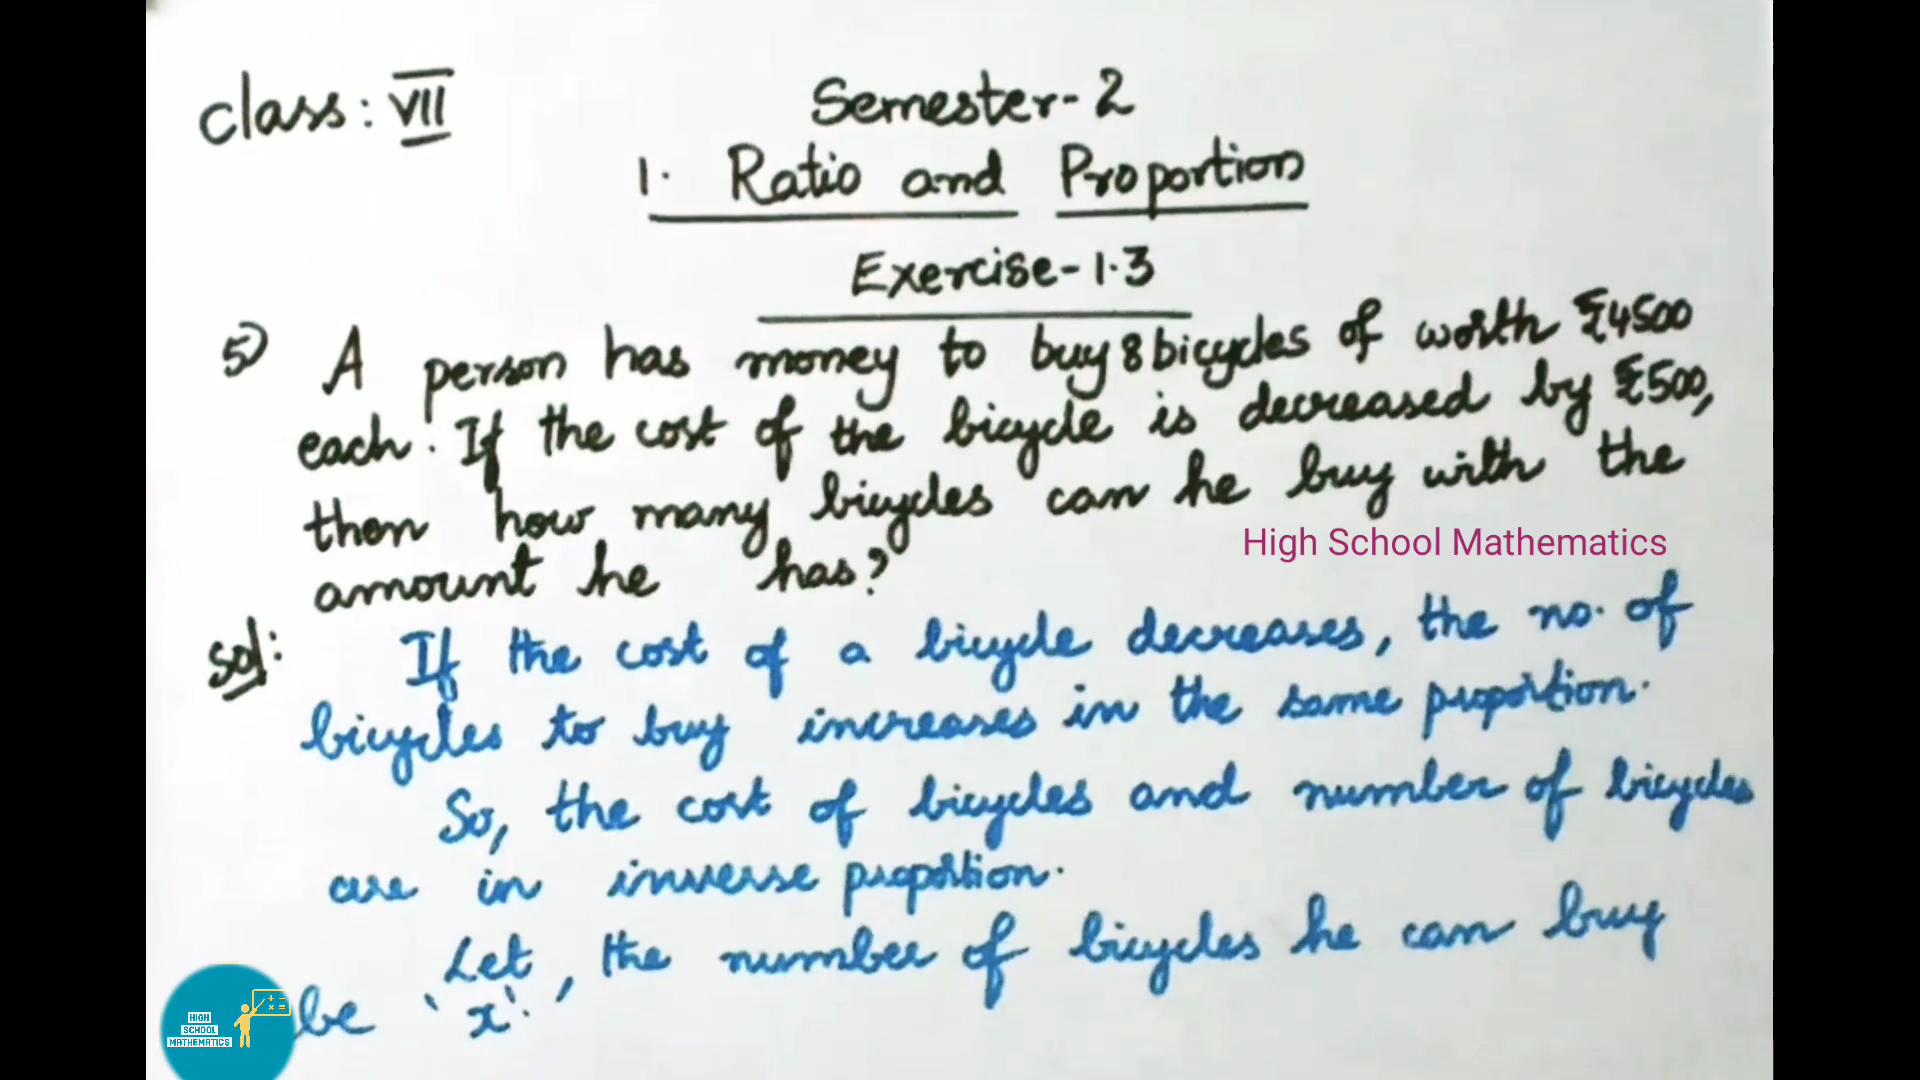 class: VII
Semester-2
1. Ratio and Proportion
Exercise-1.3
5) A person has money to buy 8 bicycles of worth ₹4500
each. If the cost of the bicycle is decreased by ₹500,
then how many bicycles can he buy with the
amount he has?
High School Mathematics
Sol: If the cost of a bicycle decreases, the no. of
bicycles to buy increases in the same proportion.
So, the cost of bicycles and number of bicycles
are in inverse proportion.
Let, the number of bicycles he can buy
be 'x'.
HIGH
SCHOOL
MATHEMATICS